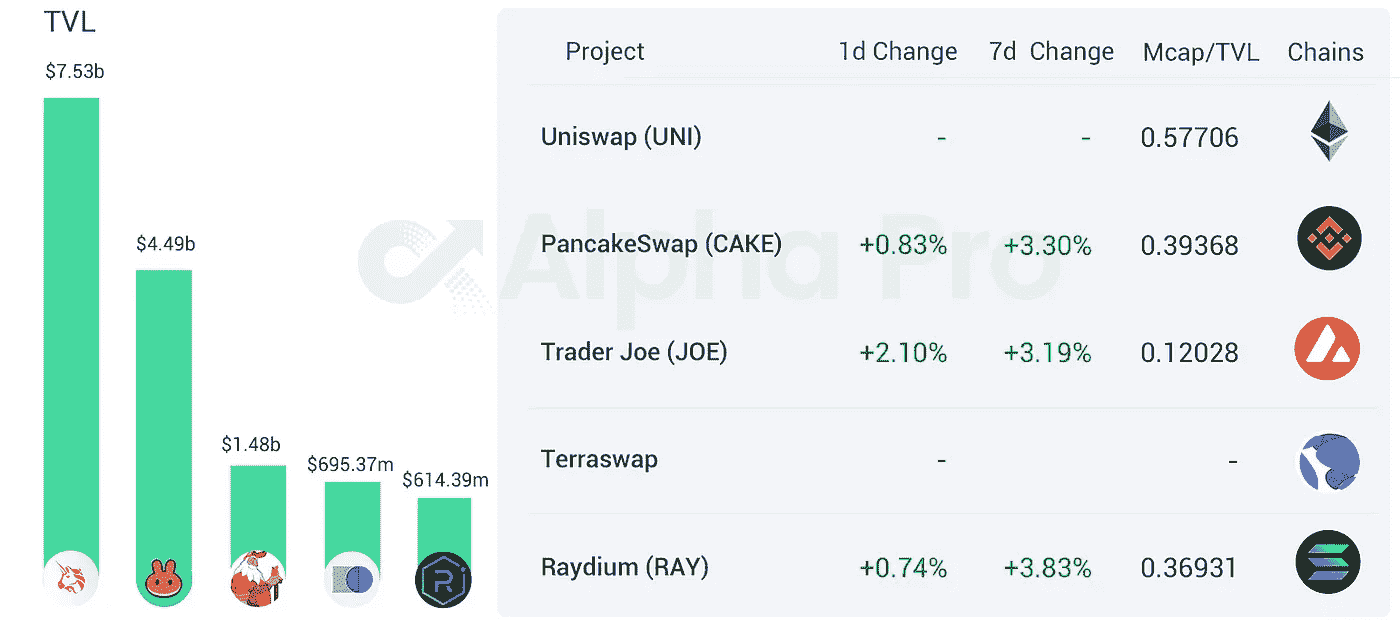 TVL
$7.53b
$4.49b
$1.48b
$695.37m
$614.39m
Project 1d Change 7d Change Mcap/TVL Chains
Uniswap (UNI) - - 0.57706
PancakeSwap (CAKE) +0.83% +3.30% 0.39368
Trader Joe (JOE) +2.10% +3.19% 0.12028
Terraswap - -
Raydium (RAY) +0.74% +3.83% 0.36931
Alpha Pro
R